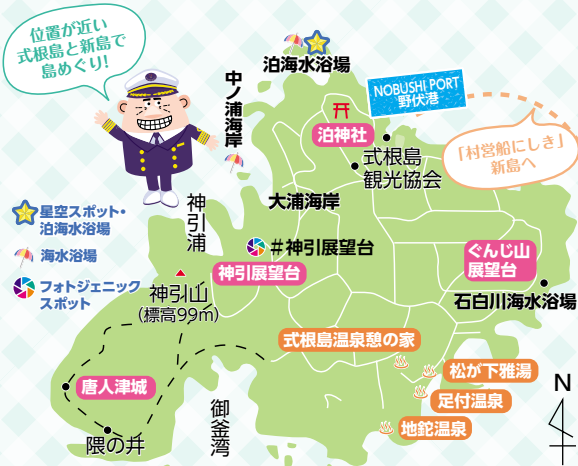 位置が近い
式根島と新島で
島めぐり!
泊海水浴場
中ノ浦海岸
NOBUSHI PORT
野伏港
泊神社
式根島
観光協会
「村営船にしき」
新島へ
大浦海岸
神引浦
星空スポット・
泊海水浴場
海水浴場
フォトジェニック
スポット
#神引展望台
神引展望台
神引山
(標高99m)
ぐんじ山
展望台
石白川海水浴場
式根島温泉憩の家
松が下雅湯
足付温泉
地鉈温泉
唐人津城
隈の井
御釜湾
N